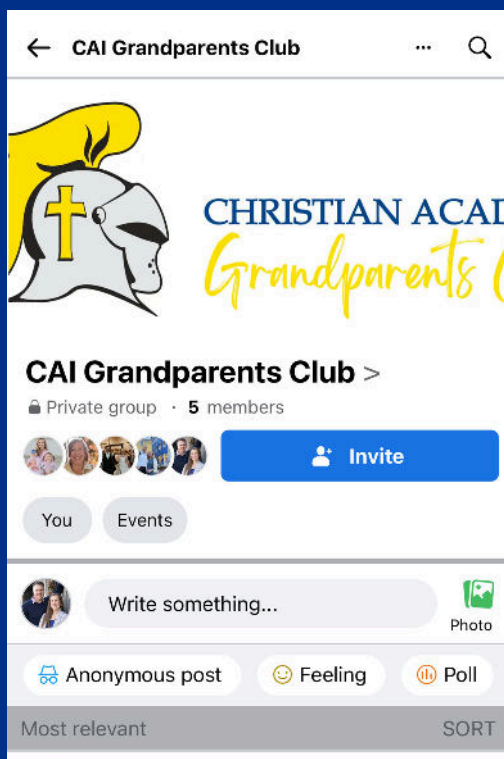 CAI Grandparents Club
CHRISTIAN ACAD
Grandparents
CAI Grandparents Club >
Private group · 5 members
Invite
You Events
Write something...
Photo
Anonymous post Feeling Poll
Most relevant SORT